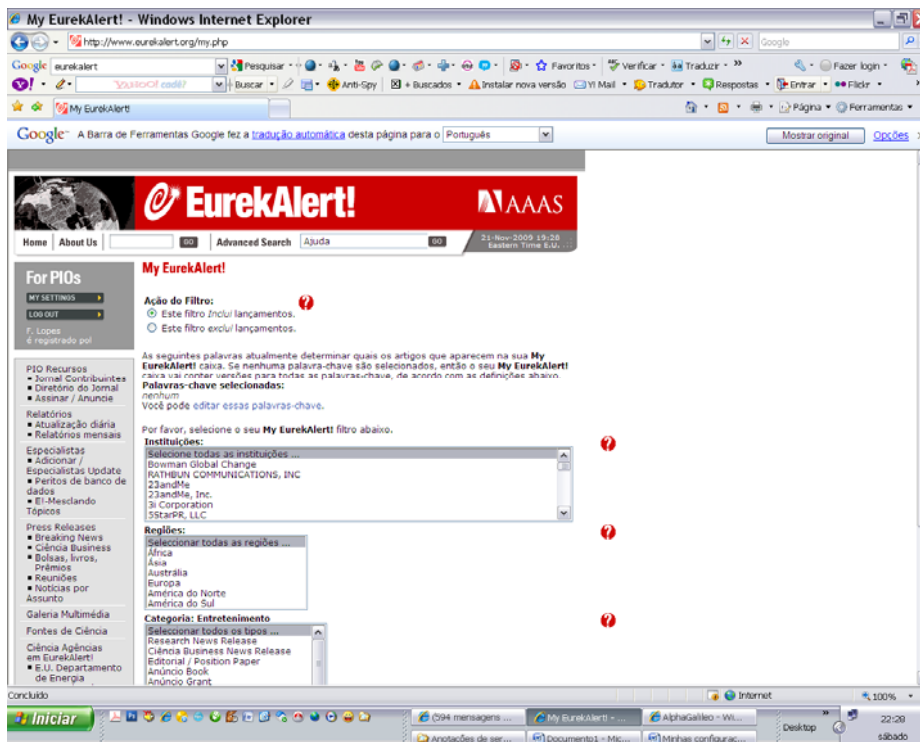 My EurekAlert! - Windows Internet Explorer
http://www.eurekalert.org/my.php
Google
Google eurekalert Pesquisar Favoritos Verificar Traduzir Fazer login
Y! YAHOO! cadê? Buscar Anti-Spy + Buscados Instalar nova versão Y! Mail Tradutor Respostas Entrar Flickr
My EurekAlert! Página Ferramentas
Google A Barra de Ferramentas Google fez a tradução automática desta página para o Português Mostrar original Opções
EurekAlert! AAAS
Home About Us GO Advanced Search Ajuda GO 21-Nov-2009 19:28
Eastern Time E.U.
For PIOs
MY SETTINGS
LOG OUT
F. Lopes
é registrado pol
PIO Recursos
Jornal Contribuintes
Diretório do Jornal
Assinar / Anuncie
Relatórios
Atualização diária
Relatórios mensais
Especialistas
Adicionar /
Especialistas Update
Peritos de banco de
dados
E!-Mesclando
Tópicos
Press Releases
Breaking News
Ciência Business
Bolsas, livros,
Prêmios
Reuniões
Notícias por
Assunto
Galeria Multimédia
Fontes de Ciência
Ciência Agências
em EurekAlert!
E.U. Departamento
de Energia
My EurekAlert!
Ação do Filtro: ?
Este filtro Inclui lançamentos.
Este filtro exclui lançamentos.
As seguintes palavras atualmente determinar quais os artigos que aparecem na sua My
EurekAlert! caixa. Se nenhuma palavra-chave são selecionados, então o seu My EurekAlert!
caixa vai conter versões para todas as palavras-chave, de acordo com as definições abaixo.
Palavras-chave selecionadas:
nenhum
Você pode editar essas palavras-chave.
Por favor, selecione o seu My EurekAlert! filtro abaixo.
Instituições: ?
Selecione todas as instituições ...
Bowman Global Change
RATHBUN COMMUNICATIONS, INC
23andMe
23andMe, Inc.
3i Corporation
5StarPR, LLC
Regiões: ?
Selecionar todas as regiões ...
África
Ásia
Austrália
Europa
América do Norte
América do Sul
Categoria: Entretenimento ?
Selecionar todos os tipos ...
Research News Release
Ciência Business News Release
Editorial / Position Paper
Anúncio Book
Anúncio Grant
Concluído Internet 100%
Iniciar (594 mensagens ... My EurekAlert! - ... AlphaGalileo - Wi... Desktop 22:28
Anotações de ser... Documento1 - Mic... Minhas configurac... sábado